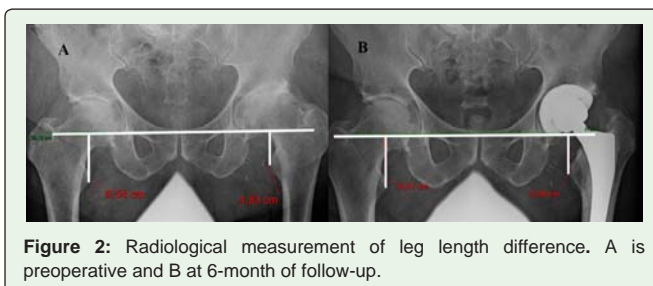 A
B
Figure 2: Radiological measurement of leg length difference. A is
preoperative and B at 6-month of follow-up.